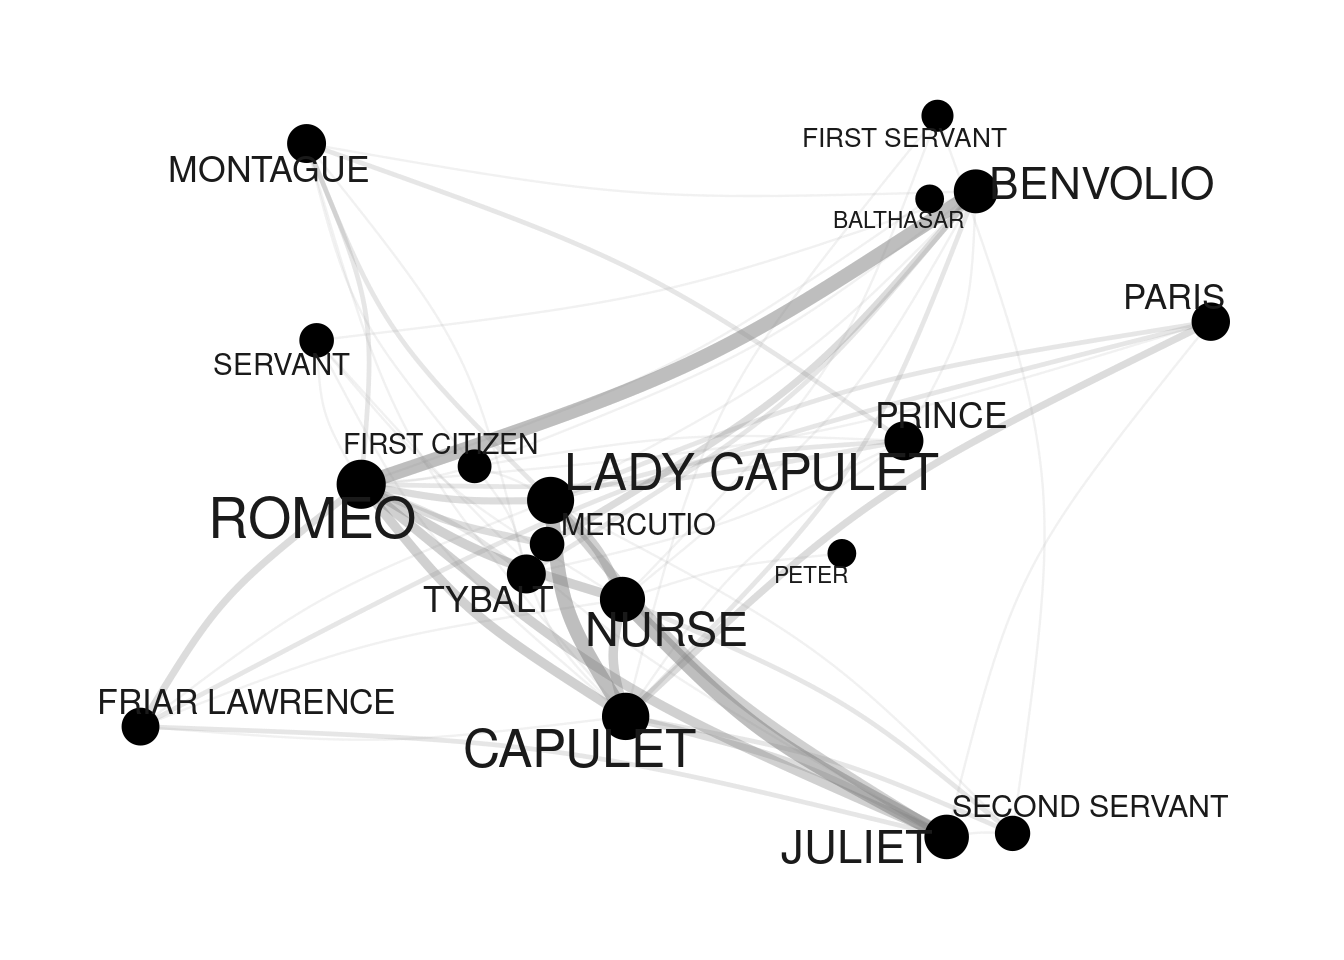 FIRST SERVANT
MONTAGUE
BENVOLIO
BALTHASAR
PARIS
SERVANT
PRINCE
FIRST CITIZEN
LADY CAPULET
ROMEO
MERCUTIO
PETER
TYBALT
NURSE
FRIAR LAWRENCE
CAPULET
SECOND SERVANT
JULIET